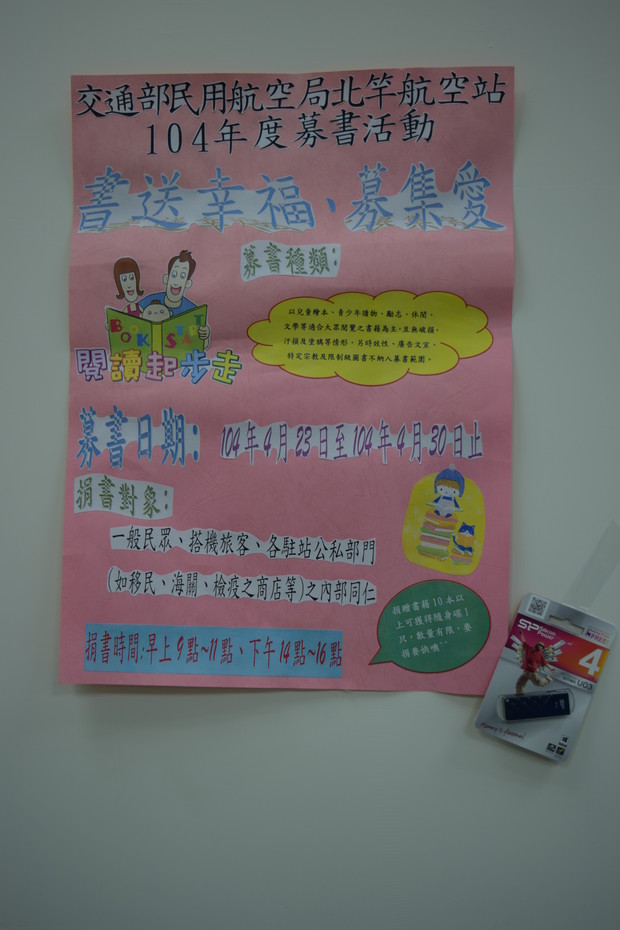 交通部民用航空局北竿航空站
104年度募書活動
書送幸福、募集愛
募書種類:
以兒童繪本、青少年讀物、勵志、休閒、
文學等適合大眾閱覽之書籍為主,且無破損、
汙損及塗鴉等情形,另時效性、廣告文宣、
特定宗教及限制級圖書不納入募書範圍。
BOOK START
閱讀起步走
募書日期:
104年4月23日至104年4月30日止
捐書對象:
一般民眾、搭機旅客、各駐站公私部門
(如移民、海關、檢疫之商店等)之內部同仁
捐書時間:早上9點~11點、下午14點~16點
捐贈書籍10本以
上可獲得隨身碟1
只,數量有限,要
捐要快噢^^
SP Silicon Power
4
U03